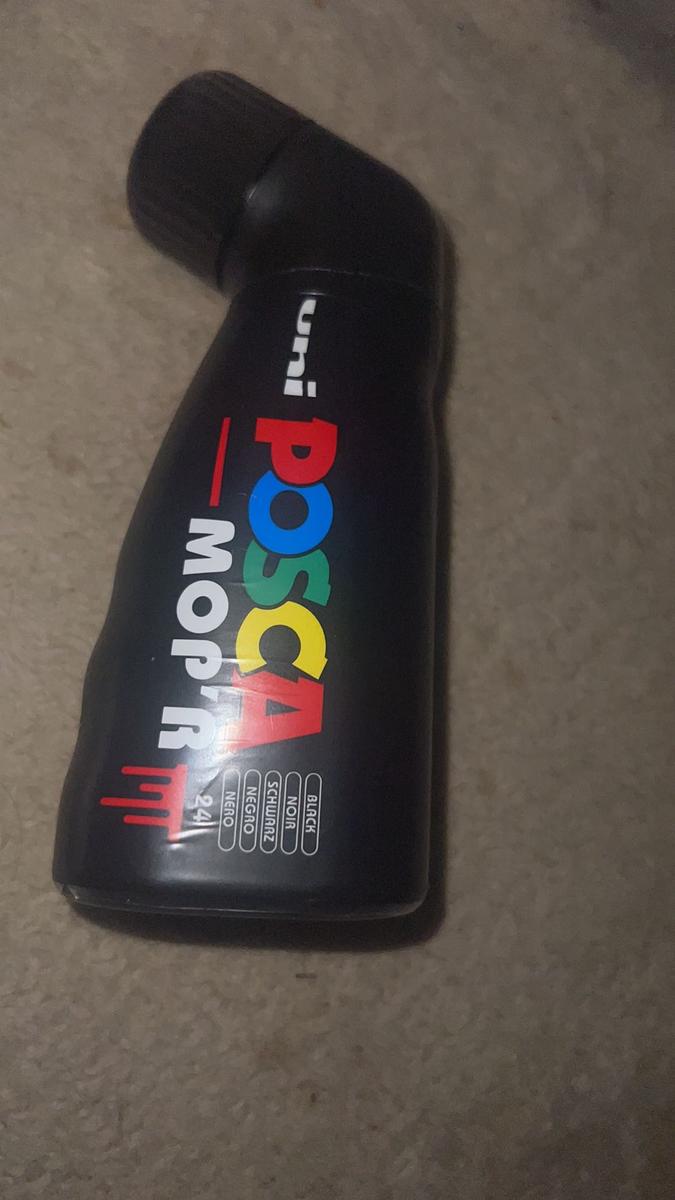 uni
POSCA
MOP'R
BLACK
NOIR
SCHWARZ
NEGRO
NERO
24